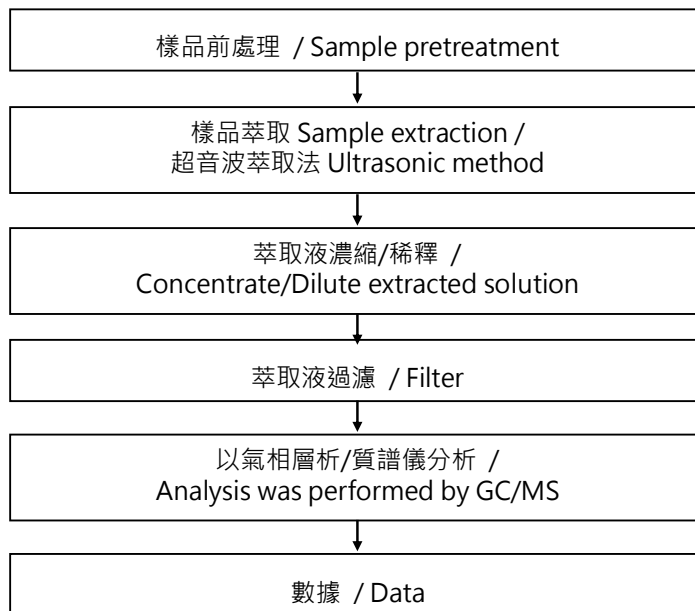 樣品前處理 / Sample pretreatment
樣品萃取 Sample extraction /
超音波萃取法 Ultrasonic method
萃取液濃縮/稀釋 /
Concentrate/Dilute extracted solution
萃取液過濾 / Filter
以氣相層析/質譜儀分析 /
Analysis was performed by GC/MS
數據 / Data